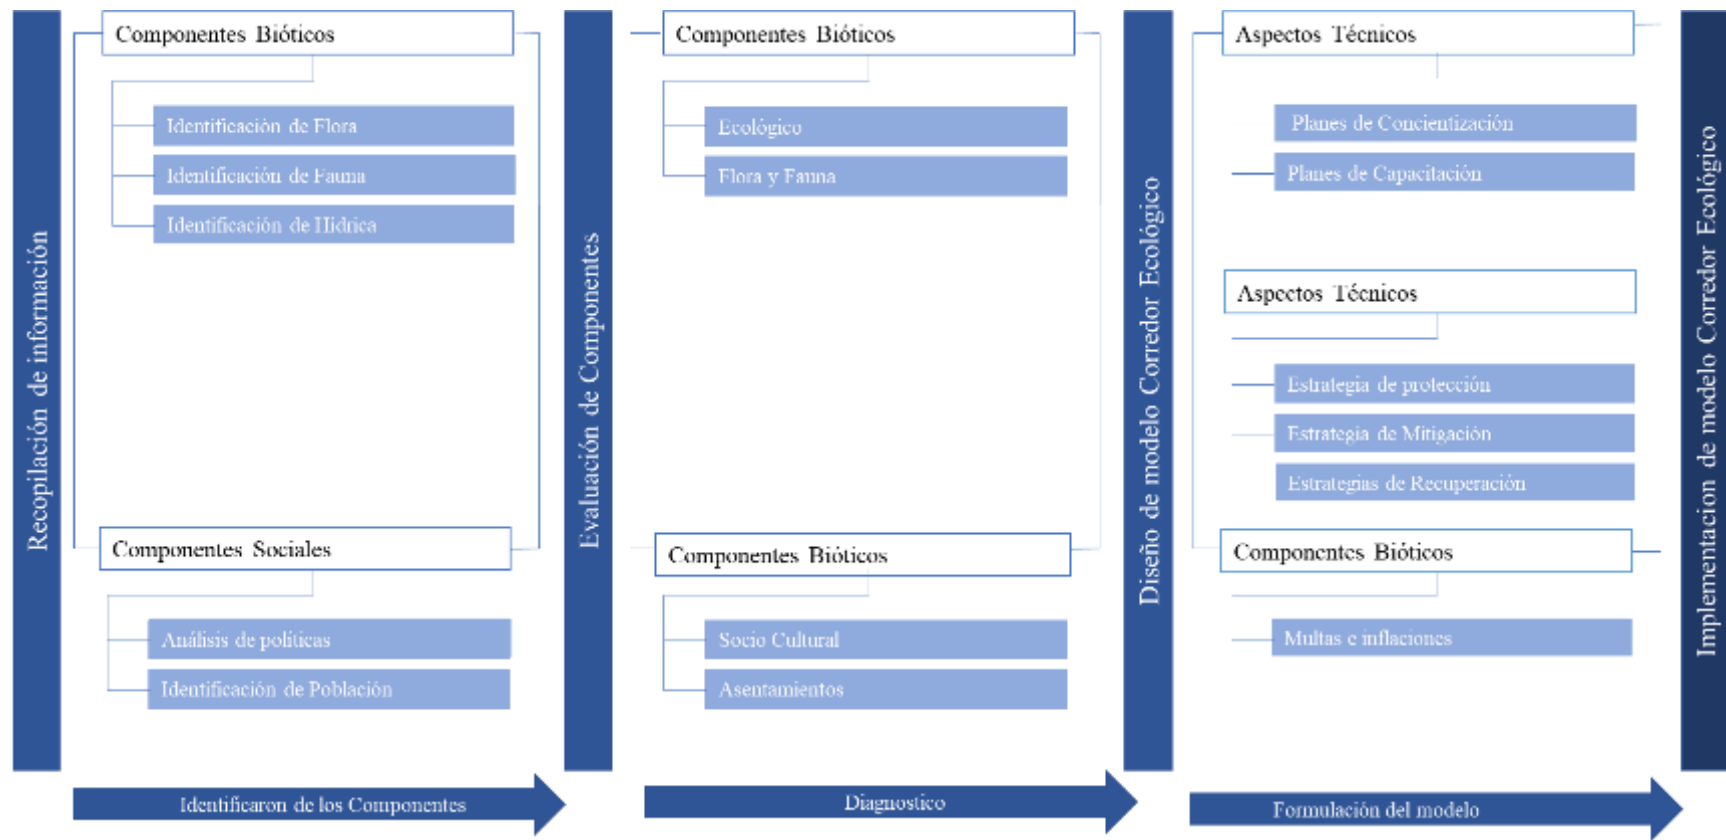 Recopilación de información
Componentes Bióticos
Identificación de Flora
Identificación de Fauna
Identificación de Hídrica
Componentes Sociales
Análisis de políticas
Identificación de Población
Identificaron de los Componentes
Evaluación de Componentes
Componentes Bióticos
Ecológico
Flora y Fauna
Componentes Bióticos
Socio Cultural
Asentamientos
Diagnostico
Diseño de modelo Corredor Ecológico
Aspectos Técnicos
Planes de Concientización
Planes de Capacitación
Aspectos Técnicos
Estrategia de protección
Estrategia de Mitigación
Estrategias de Recuperación
Componentes Bióticos
Multas e inflaciones
Formulación del modelo
Implementacion de modelo Corredor Ecológico